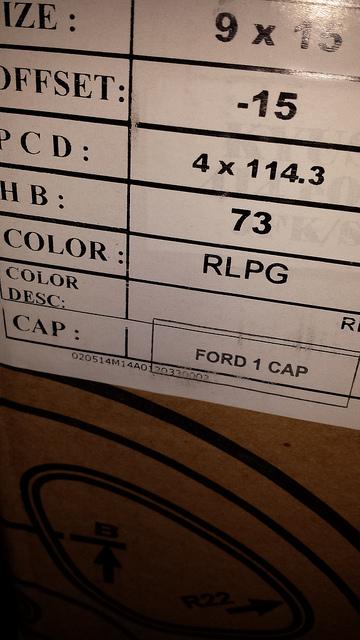 IZE : 9 x 15
OFFSET: -15
P C D : 4 x 114.3
H B : 73
COLOR : RLPG
COLOR DESC:
CAP : FORD 1 CAP
B
R22